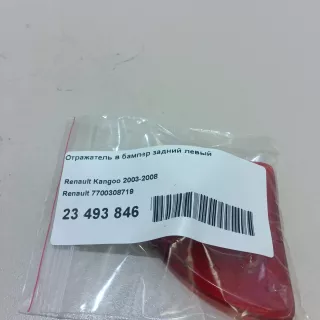 Отражатель в бампер задний левый
Renault Kangoo 2003-2008
Renault 7700308719
23 493 846